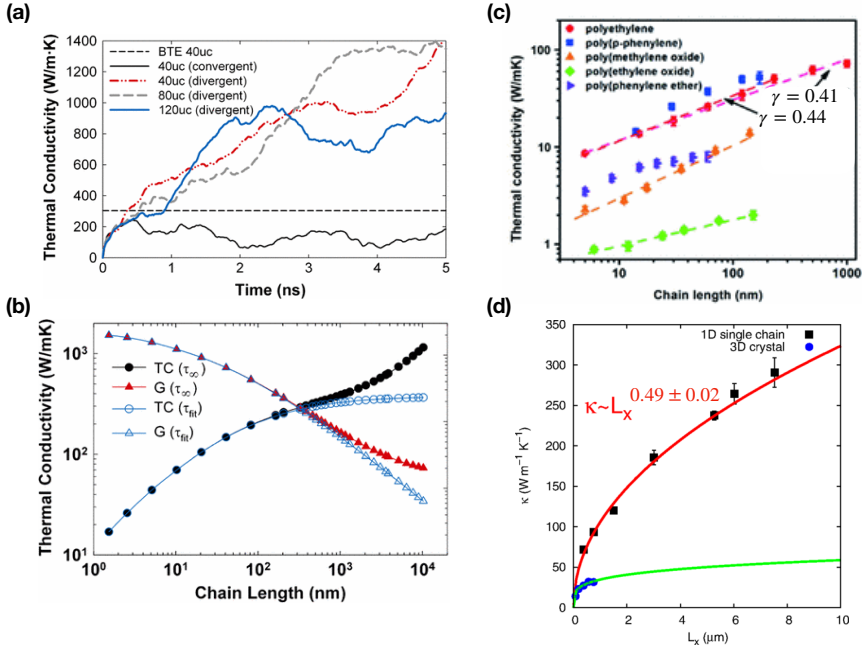 (a)
Thermal Conductivity (W/m·K)
1400
1200
1000
800
600
400
200
0
BTE 40uc
40uc (convergent)
40uc (divergent)
80uc (divergent)
120uc (divergent)
0 1 2 3 4 5
Time (ns)
(b)
Thermal Conductivity (W/mK)
10³
10²
10¹
TC (τ∞)
G (τ∞)
TC (τfit)
G (τfit)
10⁰ 10¹ 10² 10³ 10⁴
Chain Length (nm)
(c)
Thermal conductivity (W/mK)
100
10
1
polyethylene
poly(p-phenylene)
poly(methylene oxide)
poly(ethylene oxide)
poly(phenylene ether)
γ = 0.41
γ = 0.44
10 100 1000
Chain length (nm)
(d)
κ (W m⁻¹ K⁻¹)
350
300
250
200
150
100
50
0
1D single chain
3D crystal
κ~Lₓ 0.49 ± 0.02
0 2 4 6 8 10
Lₓ (μm)